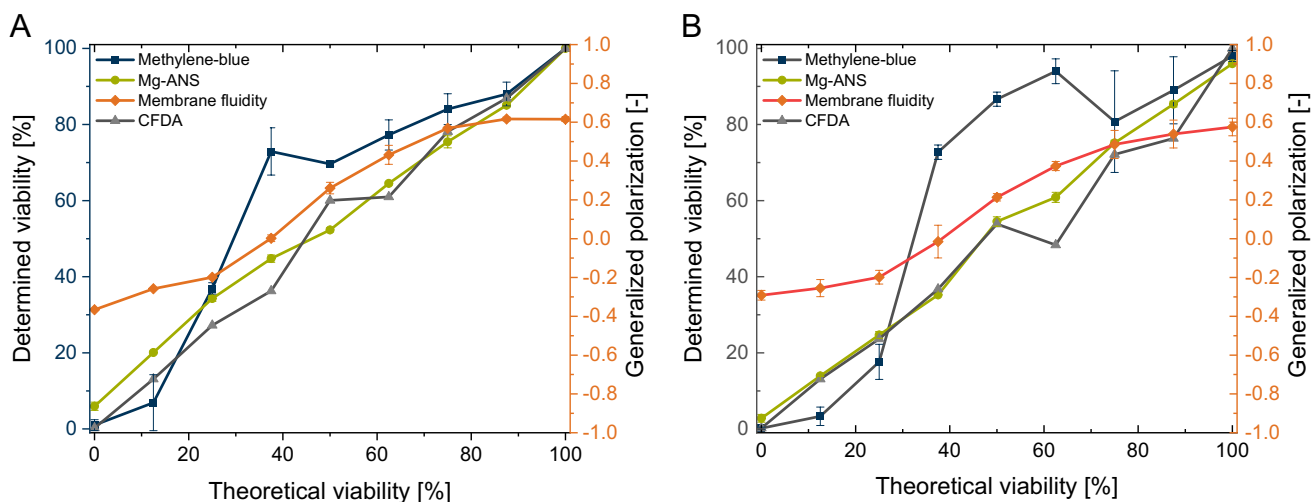 A
Determined viability [%]
100
80
60
40
20
0
Methylene-blue
Mg-ANS
Membrane fluidity
CFDA
1.0
0.8
0.6
0.4
0.2
0.0
-0.2
-0.4
-0.6
-0.8
-1.0
Generalized polarization [-]
0 20 40 60 80 100
Theoretical viability [%]
B
Determined viability [%]
100
80
60
40
20
0
Methylene-blue
Mg-ANS
Membrane fluidity
CFDA
1.0
0.8
0.6
0.4
0.2
0.0
-0.2
-0.4
-0.6
-0.8
-1.0
Generalized polarization [-]
0 20 40 60 80 100
Theoretical viability [%]